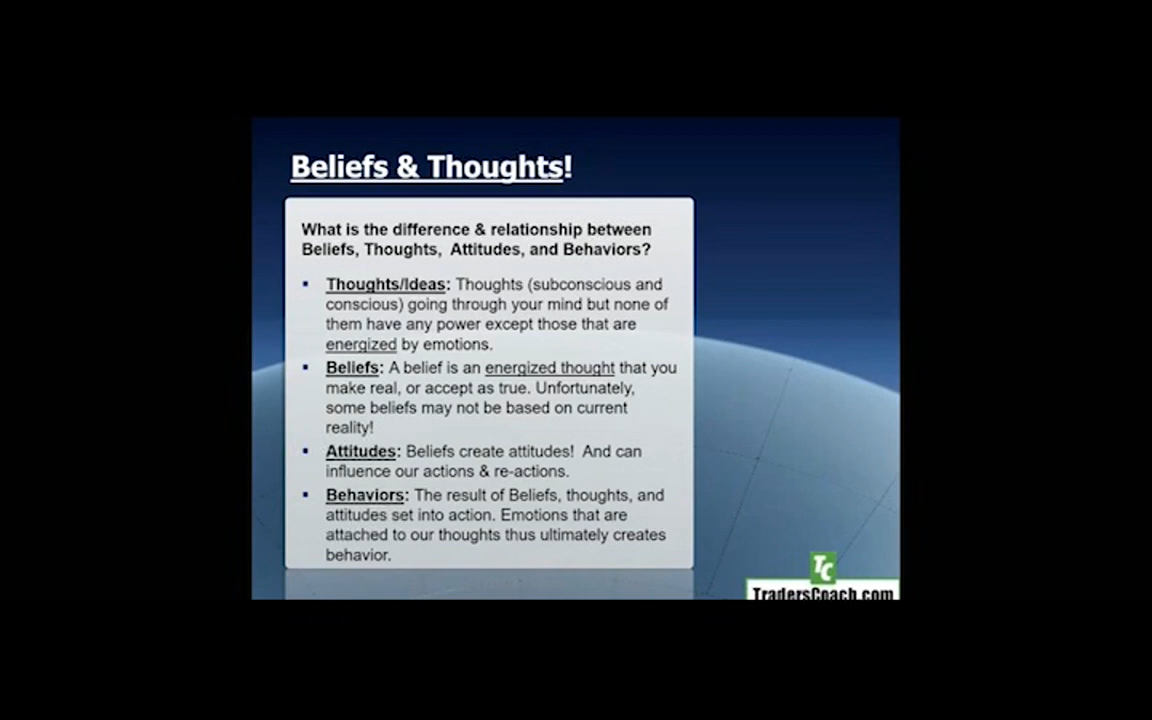 Beliefs & Thoughts!
What is the difference & relationship between
Beliefs, Thoughts, Attitudes, and Behaviors?
▪ Thoughts/Ideas: Thoughts (subconscious and
conscious) going through your mind but none of
them have any power except those that are
energized by emotions.
▪ Beliefs: A belief is an energized thought that you
make real, or accept as true. Unfortunately,
some beliefs may not be based on current
reality!
▪ Attitudes: Beliefs create attitudes! And can
influence our actions & re-actions.
▪ Behaviors: The result of Beliefs, thoughts, and
attitudes set into action. Emotions that are
attached to our thoughts thus ultimately creates
behavior.
TC
TradersCoach.com